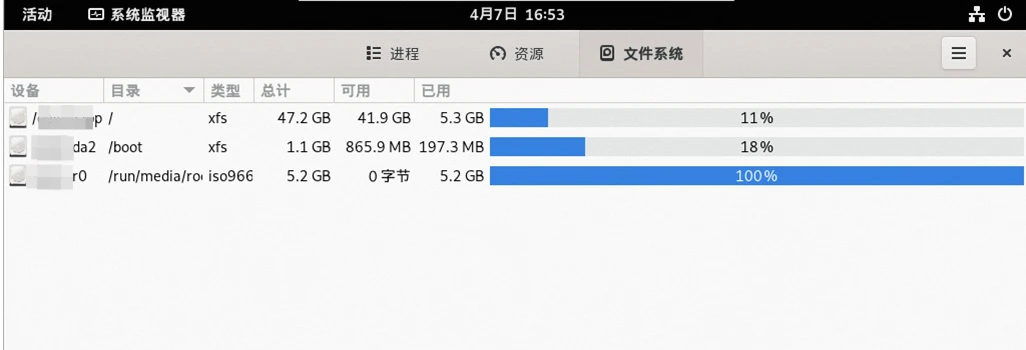 活动 系统监视器 4月7日 16:53
进程 资源 文件系统
设备 目录 类型 总计 可用 已用
/ xfs 47.2 GB 41.9 GB 5.3 GB 11%
da2 /boot xfs 1.1 GB 865.9 MB 197.3 MB 18%
r0 /run/media/roo iso966 5.2 GB 0 字节 5.2 GB 100%